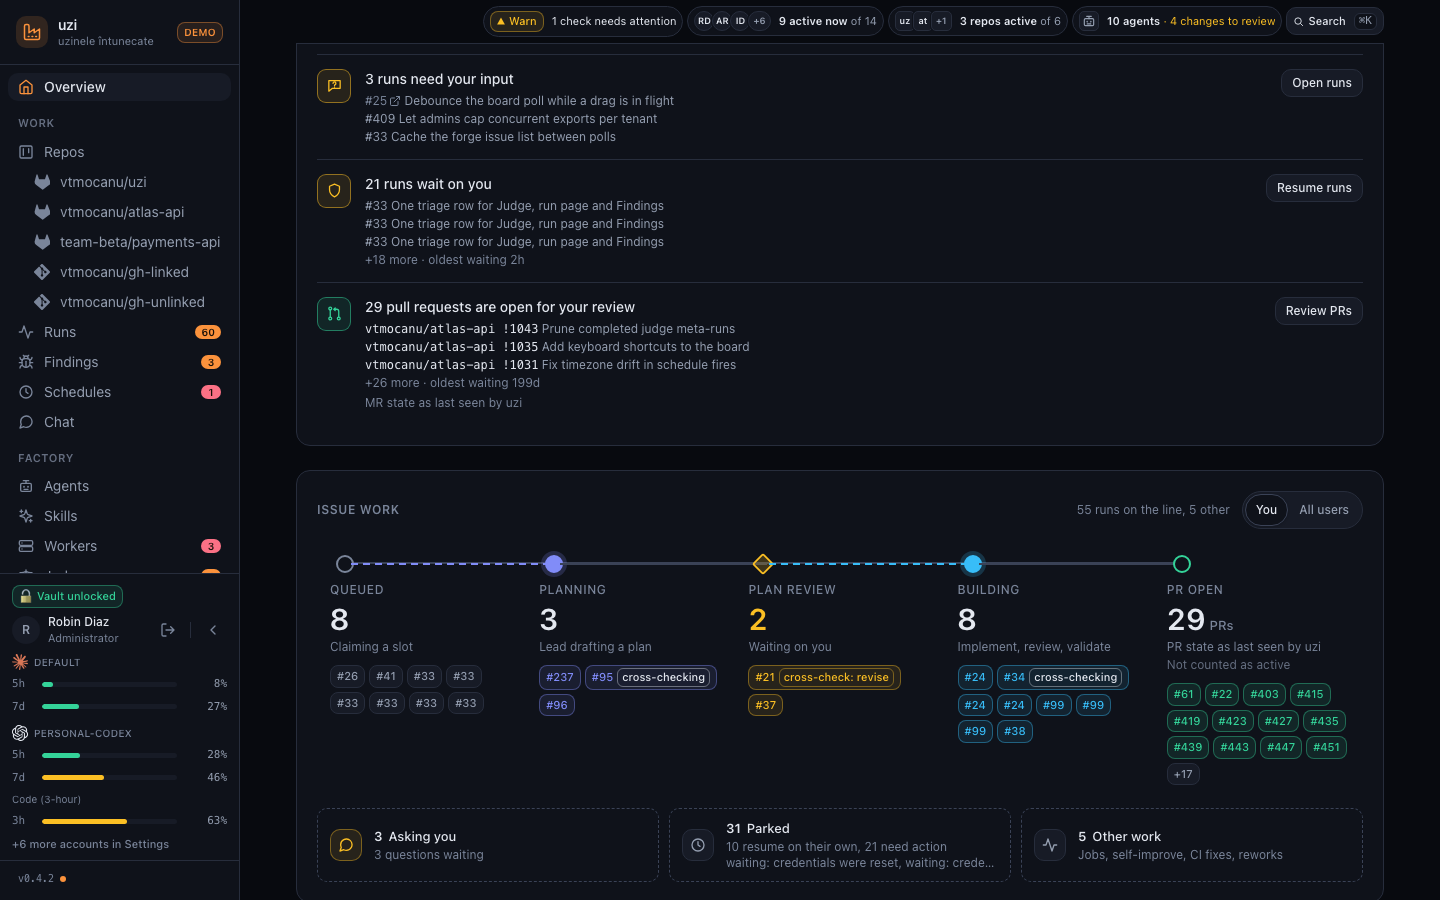 uzi
uzinele întunecate
DEMO
Overview
WORK
Repos
vtmocanu/uzi
vtmocanu/atlas-api
team-beta/payments-api
vtmocanu/gh-linked
vtmocanu/gh-unlinked
Runs 60
Findings 3
Schedules 1
Chat
FACTORY
Agents
Skills
Workers 3
Vault unlocked
R
Robin Diaz
Administrator
DEFAULT
5h 8%
7d 27%
PERSONAL-CODEX
5h 28%
7d 46%
Code (3-hour)
3h 63%
+6 more accounts in Settings
v0.4.2
Warn 1 check needs attention
RD AR ID +6 9 active now of 14
uz at +1 3 repos active of 6
10 agents · 4 changes to review
Search ⌘K
3 runs need your input
Open runs
#25 Debounce the board poll while a drag is in flight
#409 Let admins cap concurrent exports per tenant
#33 Cache the forge issue list between polls
21 runs wait on you
Resume runs
#33 One triage row for Judge, run page and Findings
#33 One triage row for Judge, run page and Findings
#33 One triage row for Judge, run page and Findings
+18 more · oldest waiting 2h
29 pull requests are open for your review
Review PRs
vtmocanu/atlas-api !1043 Prune completed judge meta-runs
vtmocanu/atlas-api !1035 Add keyboard shortcuts to the board
vtmocanu/atlas-api !1031 Fix timezone drift in schedule fires
+26 more · oldest waiting 199d
MR state as last seen by uzi
ISSUE WORK
55 runs on the line, 5 other
You
All users
QUEUED
8
Claiming a slot
#26 #41 #33 #33
#33 #33 #33 #33
PLANNING
3
Lead drafting a plan
#237 #95 cross-checking
#96
PLAN REVIEW
2
Waiting on you
#21 cross-check: revise
#37
BUILDING
8
Implement, review, validate
#24 #34 cross-checking
#24 #24 #99 #99
#99 #38
PR OPEN
29 PRs
PR state as last seen by uzi
Not counted as active
#61 #22 #403 #415
#419 #423 #427 #435
#439 #443 #447 #451
+17
3 Asking you
3 questions waiting
31 Parked
10 resume on their own, 21 need action
waiting: credentials were reset, waiting: crede...
5 Other work
Jobs, self-improve, CI fixes, reworks